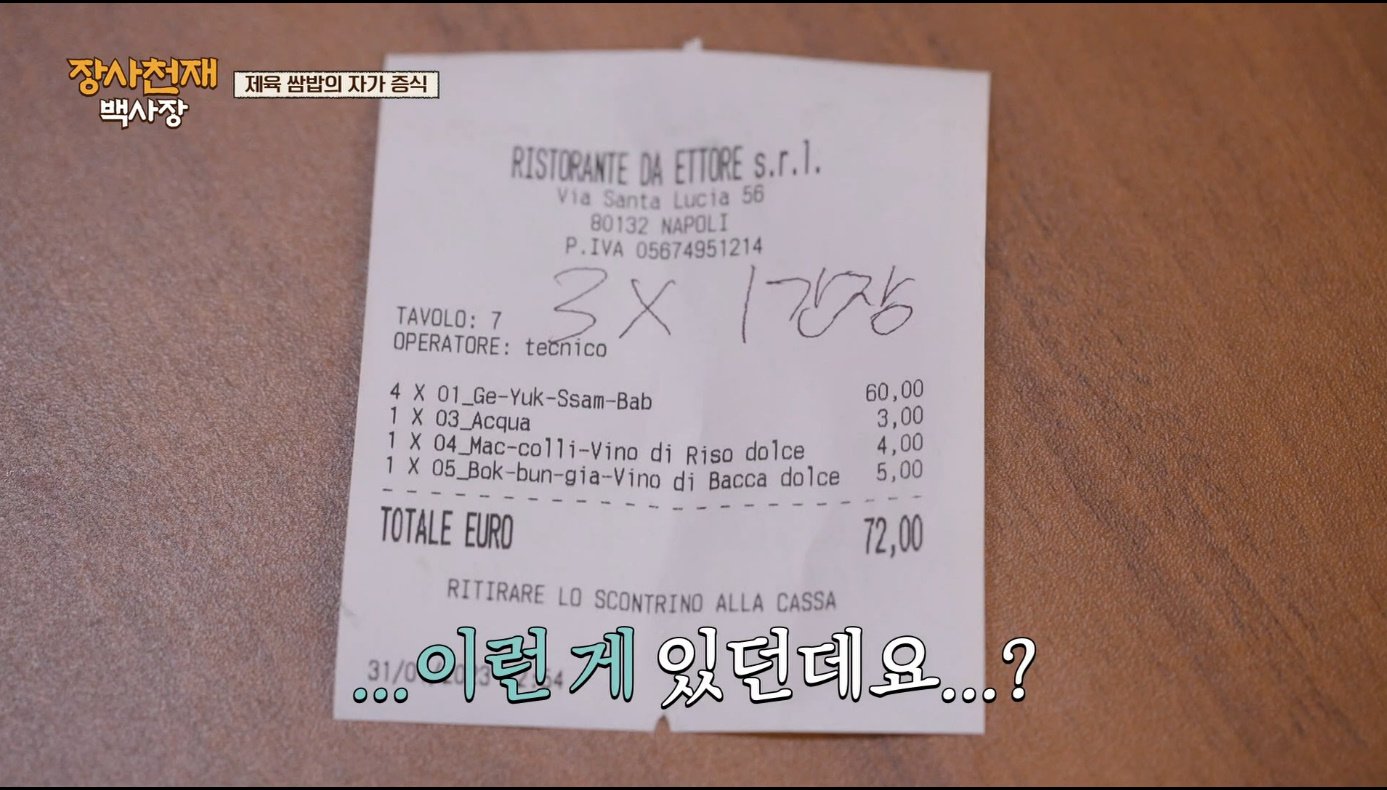 장사천재
백사장
제육 쌈밥의 자가 증식
RISTORANTE DA ETTORE s.r.l.
Via Santa Lucia 56
80132 NAPOLI
P.IVA 05674951214
3 X 1 간장
TAVOLO: 7
OPERATORE: tecnico
4 X 01_Ge-Yuk-Ssam-Bab 60,00
1 X 03_Acqua 3,00
1 X 04_Mac-colli-Vino di Riso dolce 4,00
1 X 05_Bok-bun-gia-Vino di Bacca dolce 5,00
TOTALE EURO 72,00
RITIRARE LO SCONTRINO ALLA CASSA
...이런 게 있던데요...?